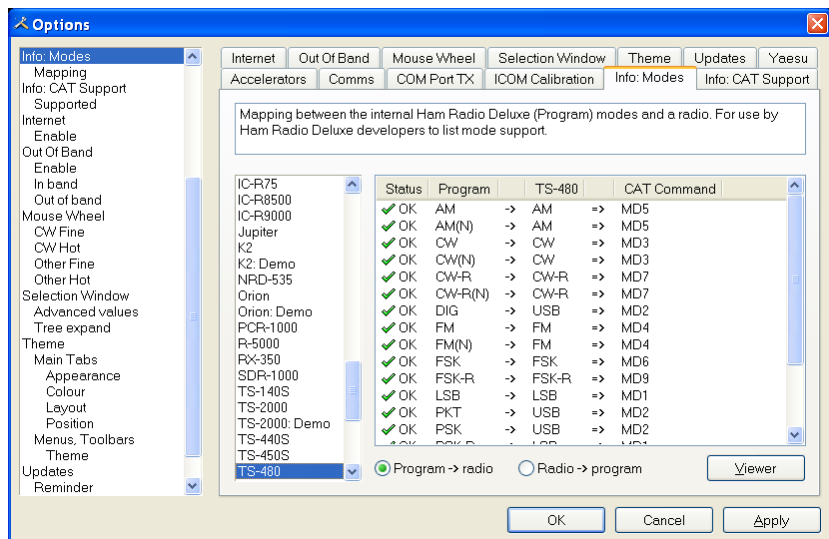 Options
Info: Modes
Mapping
Info: CAT Support
Supported
Internet
Enable
Out Of Band
Enable
In band
Out of band
Mouse Wheel
CW Fine
CW Hot
Other Fine
Other Hot
Selection Window
Advanced values
Tree expand
Theme
Main Tabs
Appearance
Colour
Layout
Position
Menus, Toolbars
Theme
Updates
Reminder
Internet Out Of Band Mouse Wheel Selection Window Theme Updates Yaesu
Accelerators Comms COM Port TX ICOM Calibration Info: Modes Info: CAT Support
Mapping between the internal Ham Radio Deluxe (Program) modes and a radio. For use by
Ham Radio Deluxe developers to list mode support.
IC-R75
IC-R8500
IC-R9000
Jupiter
K2
K2: Demo
NRD-535
Orion
Orion: Demo
PCR-1000
R-5000
RX-350
SDR-1000
TS-140S
TS-2000
TS-2000: Demo
TS-440S
TS-450S
TS-480
Status Program TS-480 CAT Command
OK AM -> AM => MD5
OK AM(N) -> AM => MD5
OK CW -> CW => MD3
OK CW(N) -> CW => MD3
OK CW-R -> CW-R => MD7
OK CW-R(N) -> CW-R => MD7
OK DIG -> USB => MD2
OK FM -> FM => MD4
OK FM(N) -> FM => MD4
OK FSK -> FSK => MD6
OK FSK-R -> FSK-R => MD9
OK LSB -> LSB => MD1
OK PKT -> USB => MD2
OK PSK -> USB => MD2
Program -> radio Radio -> program Viewer
OK Cancel Apply